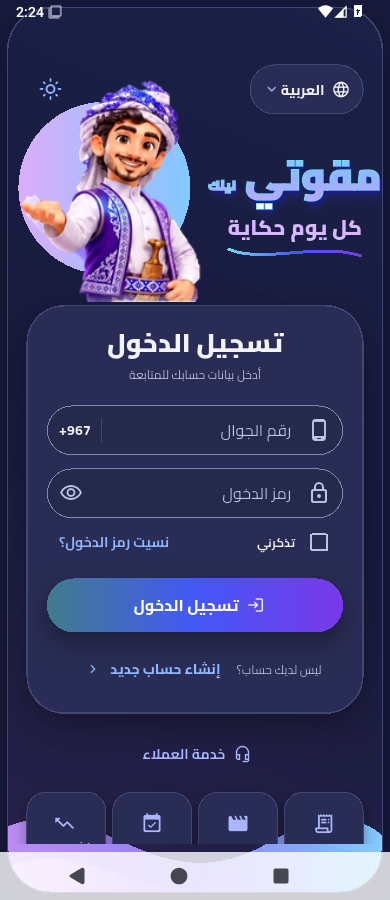 2:24
العربية
مقوتي ليك
كل يوم حكاية
تسجيل الدخول
أدخل بيانات حسابك للمتابعة
رقم الجوال
+967
رمز الدخول
تذكرني
نسيت رمز الدخول؟
تسجيل الدخول
ليس لديك حساب؟ إنشاء حساب جديد
خدمة العملاء